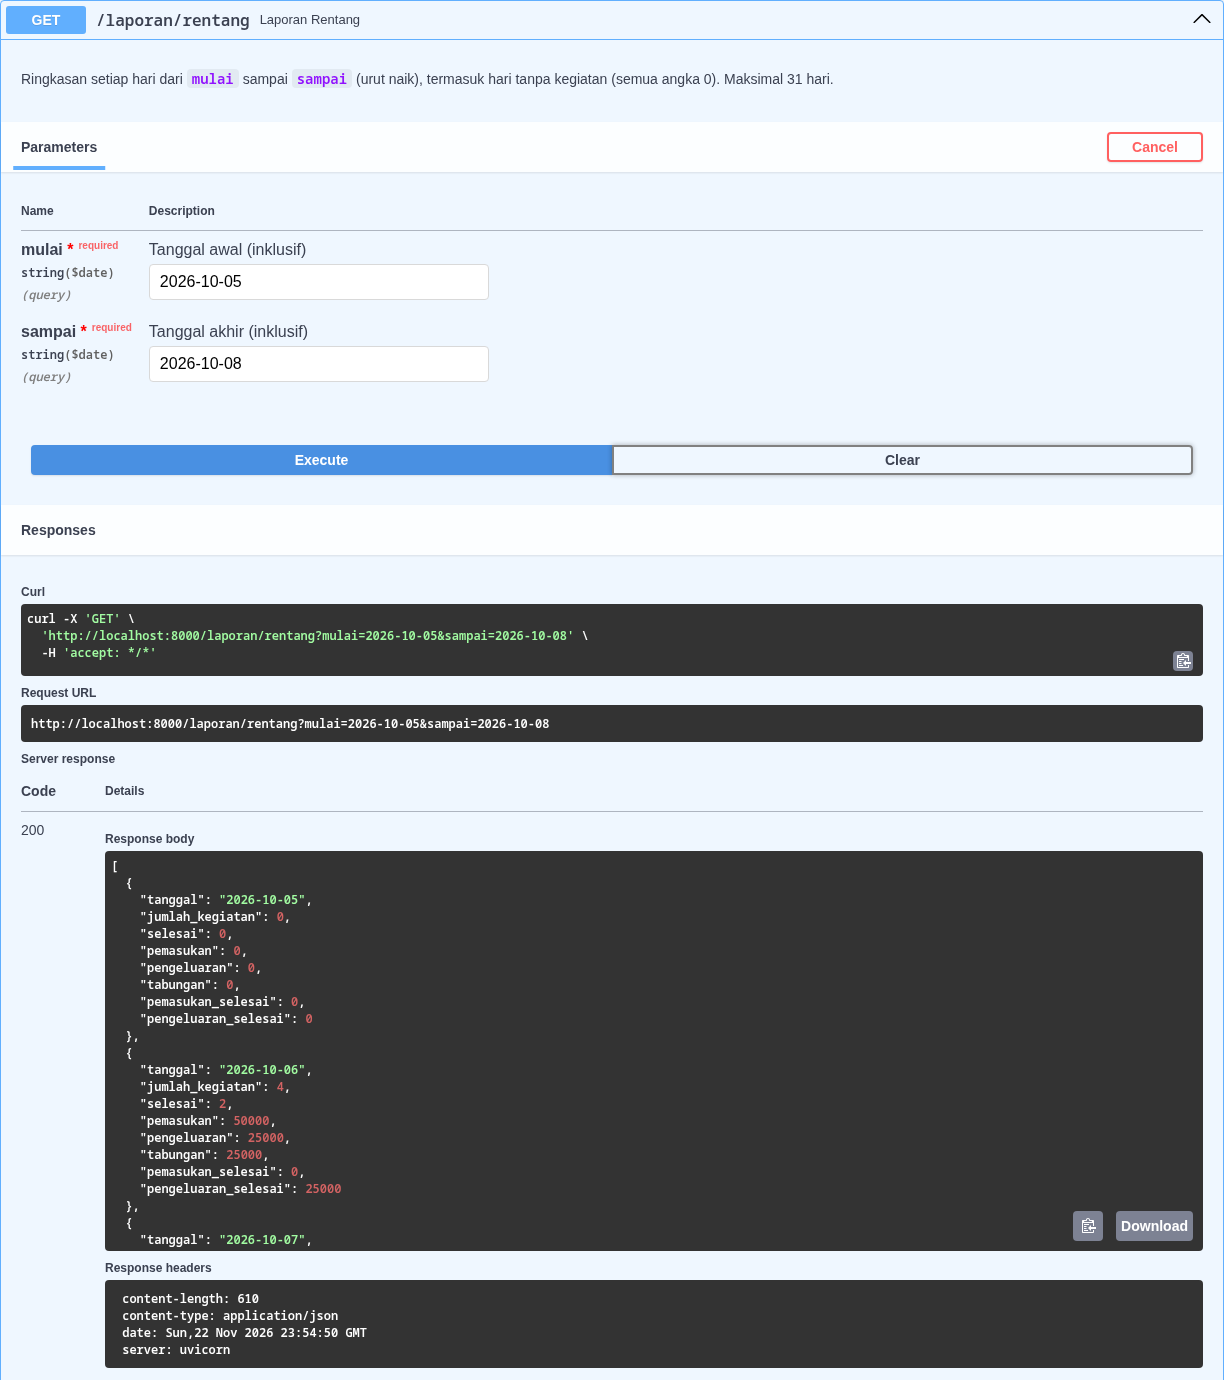 GET /laporan/rentang Laporan Rentang
Ringkasan setiap hari dari mulai sampai sampai (urut naik), termasuk hari tanpa kegiatan (semua angka 0). Maksimal 31 hari.
Parameters Cancel
Name Description
mulai * required Tanggal awal (inklusif)
string($date) 2026-10-05
(query)
sampai * required Tanggal akhir (inklusif)
string($date) 2026-10-08
(query)
Execute Clear
Responses
Curl
curl -X 'GET' \
  'http://localhost:8000/laporan/rentang?mulai=2026-10-05&sampai=2026-10-08' \
  -H 'accept: */*'
Request URL
http://localhost:8000/laporan/rentang?mulai=2026-10-05&sampai=2026-10-08
Server response
Code Details
200
Response body
[
  {
    "tanggal": "2026-10-05",
    "jumlah_kegiatan": 0,
    "selesai": 0,
    "pemasukan": 0,
    "pengeluaran": 0,
    "tabungan": 0,
    "pemasukan_selesai": 0,
    "pengeluaran_selesai": 0
  },
  {
    "tanggal": "2026-10-06",
    "jumlah_kegiatan": 4,
    "selesai": 2,
    "pemasukan": 50000,
    "pengeluaran": 25000,
    "tabungan": 25000,
    "pemasukan_selesai": 0,
    "pengeluaran_selesai": 25000
  },
  {
    "tanggal": "2026-10-07",
Download
Response headers
content-length: 610
content-type: application/json
date: Sun,22 Nov 2026 23:54:50 GMT
server: uvicorn